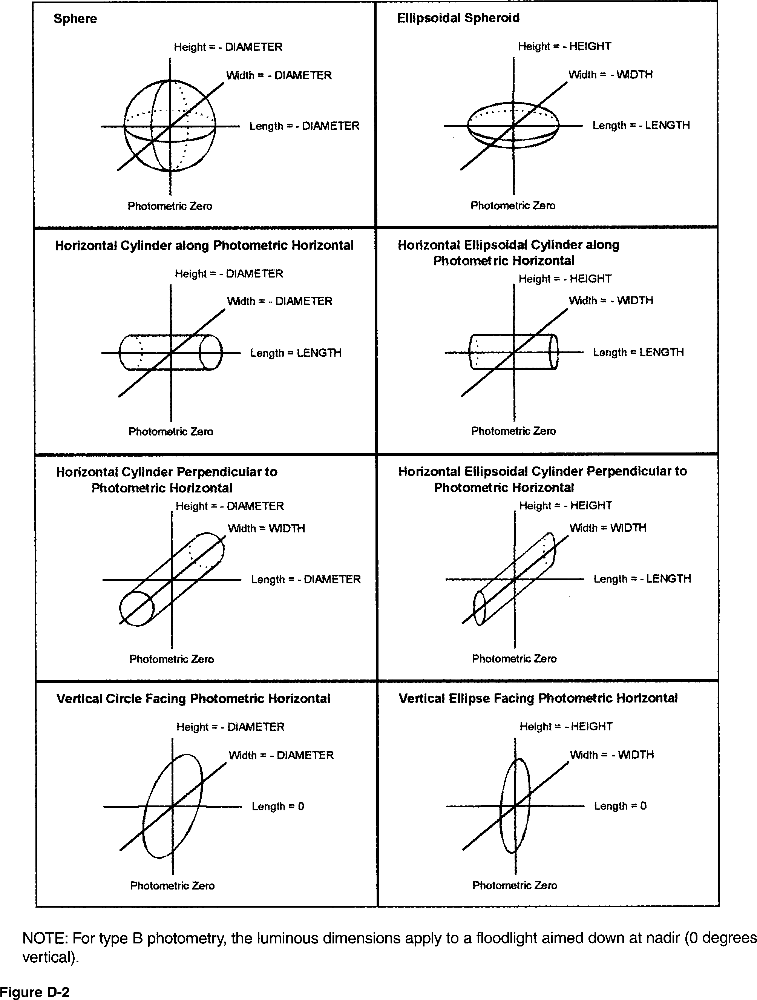 Sphere
Height = - DIAMETER
Width = - DIAMETER
Length = - DIAMETER
Photometric Zero
Ellipsoidal Spheroid
Height = - HEIGHT
Width = - WIDTH
Length = - LENGTH
Photometric Zero
Horizontal Cylinder along Photometric Horizontal
Height = - DIAMETER
Width = - DIAMETER
Length = LENGTH
Photometric Zero
Horizontal Ellipsoidal Cylinder along
Photometric Horizontal
Height = - HEIGHT
Width = - WIDTH
Length = LENGTH
Photometric Zero
Horizontal Cylinder Perpendicular to
Photometric Horizontal
Height = - DIAMETER
Width = WIDTH
Length = - DIAMETER
Photometric Zero
Horizontal Ellipsoidal Cylinder Perpendicular to
Photometric Horizontal
Height = - HEIGHT
Width = WIDTH
Length = - LENGTH
Photometric Zero
Vertical Circle Facing Photometric Horizontal
Height = - DIAMETER
Width = - DIAMETER
Length = 0
Photometric Zero
Vertical Ellipse Facing Photometric Horizontal
Height = - HEIGHT
Width = - WIDTH
Length = 0
Photometric Zero
NOTE: For type B photometry, the luminous dimensions apply to a floodlight aimed down at nadir (0 degrees
vertical).
Figure D-2